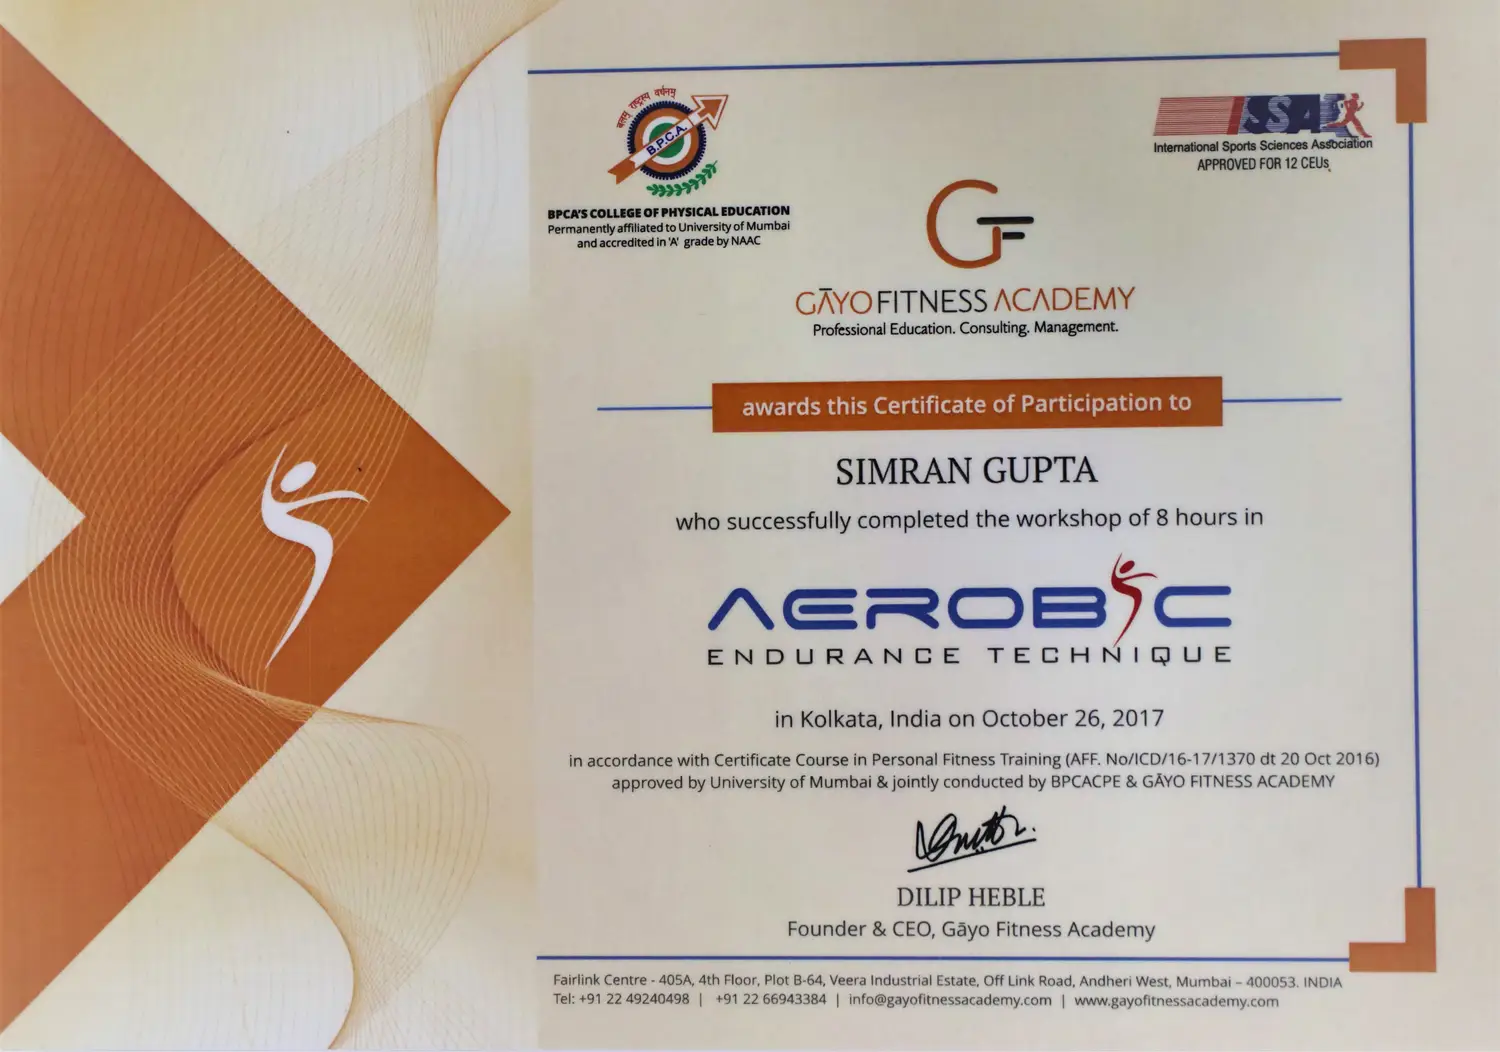 बलम् राष्ट्रस्य वर्धनम्
B.P.C.A.
BPCA'S COLLEGE OF PHYSICAL EDUCATION
Permanently affiliated to University of Mumbai
and accredited in 'A' grade by NAAC
ISSA
International Sports Sciences Association
APPROVED FOR 12 CEUs
GF
GĀYO FITNESS ACADEMY
Professional Education. Consulting. Management.
awards this Certificate of Participation to
SIMRAN GUPTA
who successfully completed the workshop of 8 hours in
AEROBIC
ENDURANCE TECHNIQUE
in Kolkata, India on October 26, 2017
in accordance with Certificate Course in Personal Fitness Training (AFF. No/ICD/16-17/1370 dt 20 Oct 2016)
approved by University of Mumbai & jointly conducted by BPCACPE & GĀYO FITNESS ACADEMY
DILIP HEBLE
Founder & CEO, Gāyo Fitness Academy
Fairlink Centre - 405A, 4th Floor, Plot B-64, Veera Industrial Estate, Off Link Road, Andheri West, Mumbai – 400053. INDIA
Tel: +91 22 49240498 | +91 22 66943384 | info@gayofitnessacademy.com | www.gayofitnessacademy.com